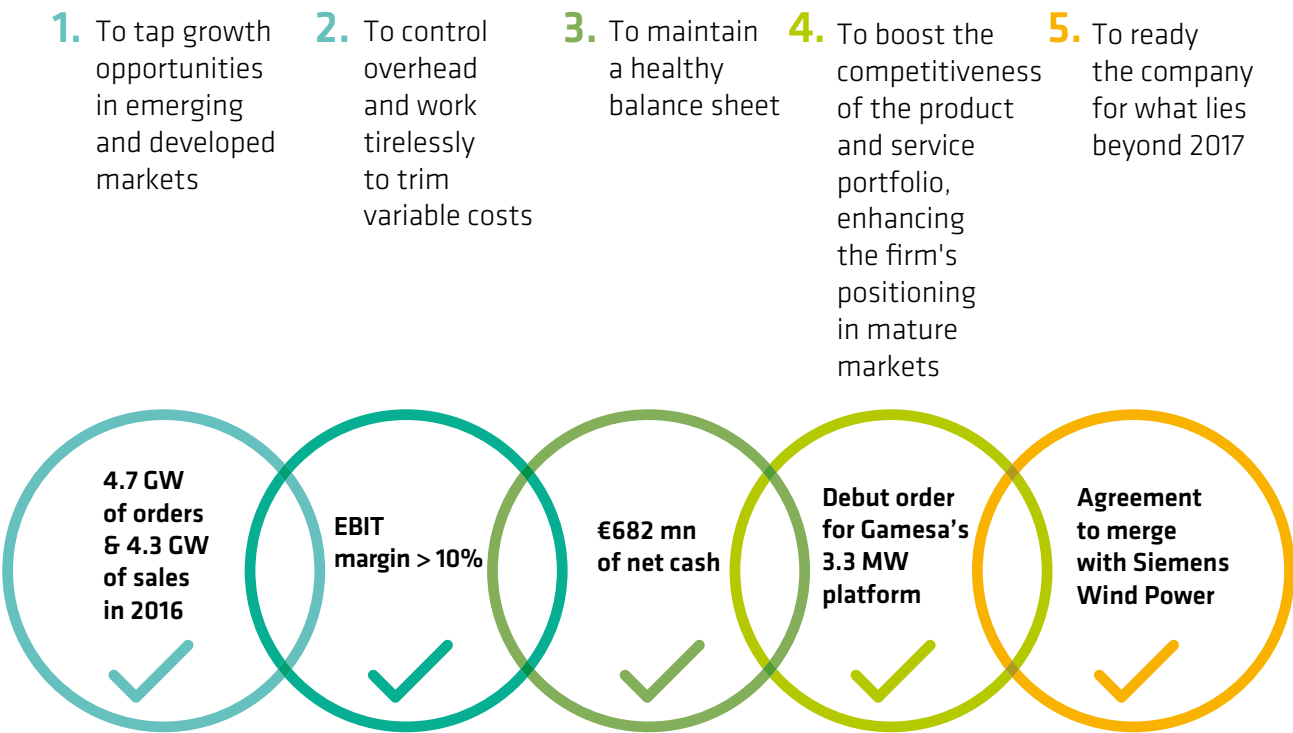 1. To tap growth
opportunities
in emerging
and developed
markets
2. To control
overhead
and work
tirelessly
to trim
variable costs
3. To maintain
a healthy
balance sheet
4. To boost the
competitiveness
of the product
and service
portfolio,
enhancing
the firm's
positioning
in mature
markets
5. To ready
the company
for what lies
beyond 2017
4.7 GW
of orders
& 4.3 GW
of sales
in 2016
EBIT
margin > 10%
€682 mn
of net cash
Debut order
for Gamesa’s
3.3 MW
platform
Agreement
to merge
with Siemens
Wind Power